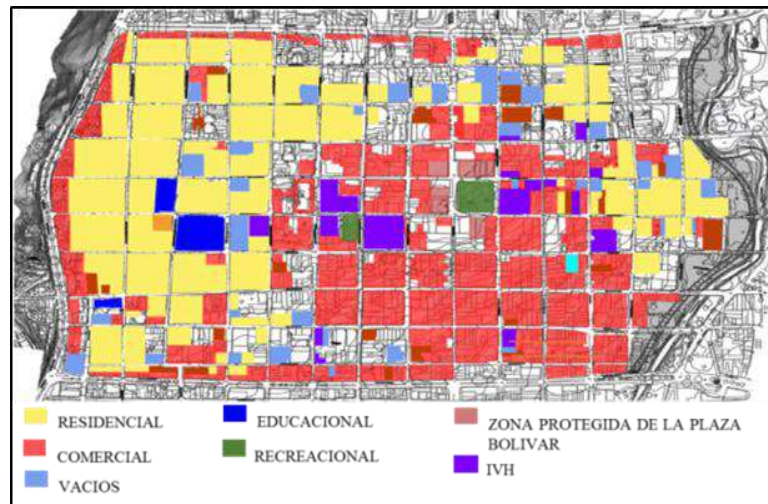 RESIDENCIAL
COMERCIAL
VACIOS
EDUCACIONAL
RECREACIONAL
ZONA PROTEGIDA DE LA PLAZA
BOLIVAR
IVH